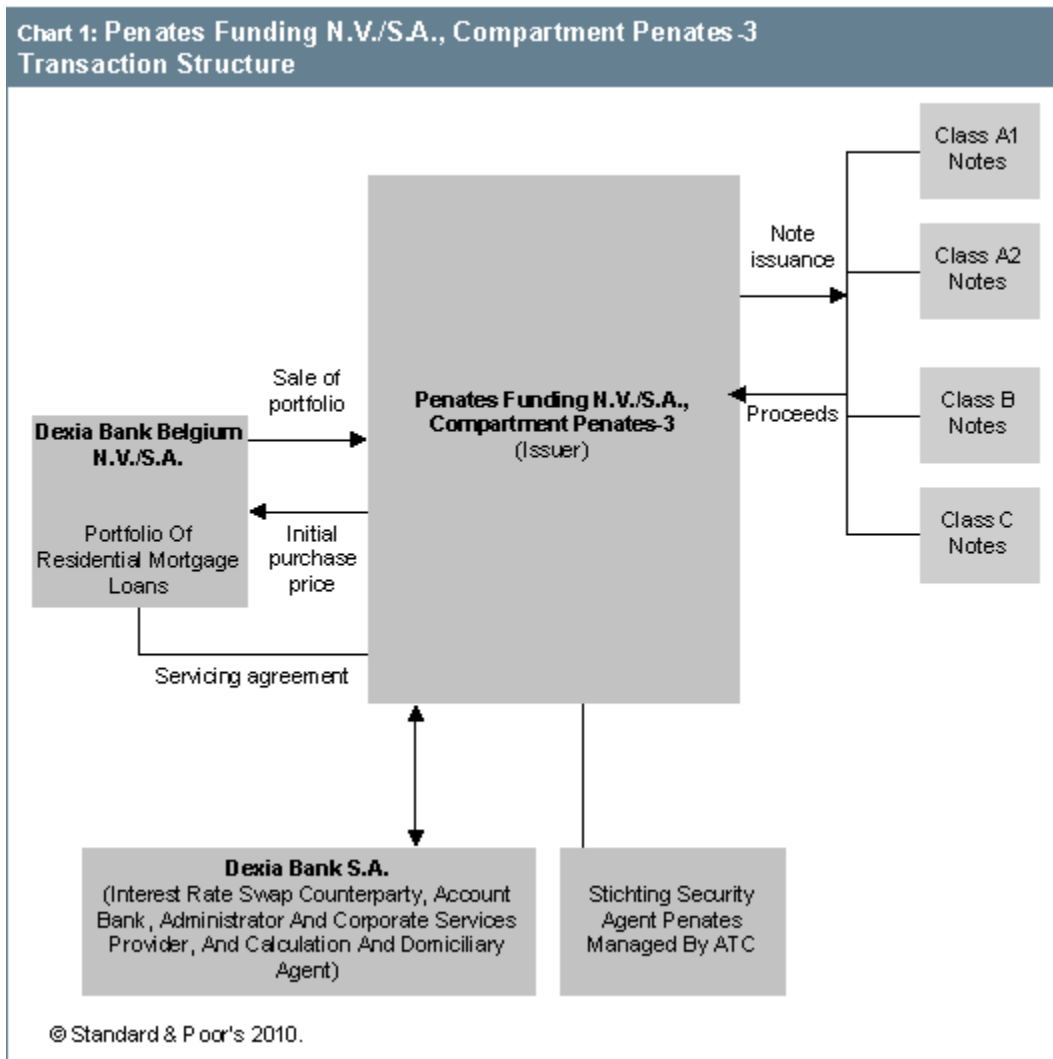 Chart 1: Penates Funding N.V./S.A., Compartment Penates-3
Transaction Structure
Class A1
Notes
Note
issuance
Class A2
Notes
Sale of
portfolio
Penates Funding N.V./S.A.,
Compartment Penates-3
(Issuer)
Proceeds
Class B
Notes
Dexia Bank Belgium
N.V./S.A.
Portfolio Of
Residential Mortgage
Loans
Initial
purchase
price
Class C
Notes
Servicing agreement
Dexia Bank S.A.
(Interest Rate Swap Counterparty, Account
Bank, Administrator And Corporate Services
Provider, And Calculation And Domiciliary
Agent)
Stichting Security
Agent Penates
Managed By ATC
© Standard & Poor's 2010.